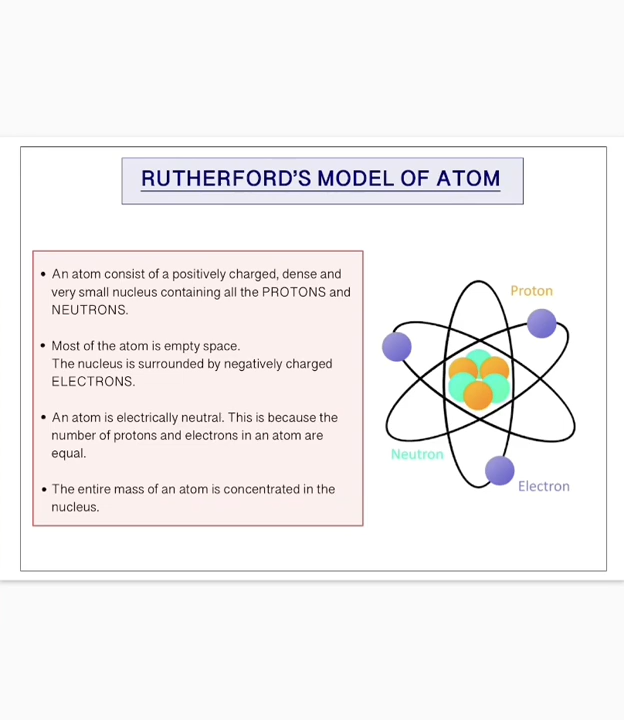 RUTHERFORD'S MODEL OF ATOM
• An atom consist of a positively charged, dense and
very small nucleus containing all the PROTONS and
NEUTRONS.
• Most of the atom is empty space.
The nucleus is surrounded by negatively charged
ELECTRONS.
• An atom is electrically neutral. This is because the
number of protons and electrons in an atom are
equal.
• The entire mass of an atom is concentrated in the
nucleus.
Proton
Neutron
Electron